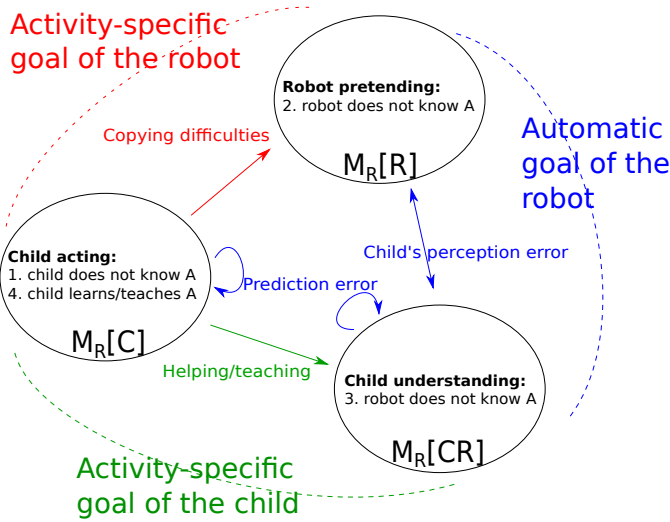 Activity-specific
goal of the robot
Robot pretending:
2. robot does not know A
M_R[R]
Automatic
goal of the
robot
Copying difficulties
Child acting:
1. child does not know A
4. child learns/teaches A
M_R[C]
Child's perception error
Prediction error
Helping/teaching
Child understanding:
3. robot does not know A
M_R[CR]
Activity-specific
goal of the child